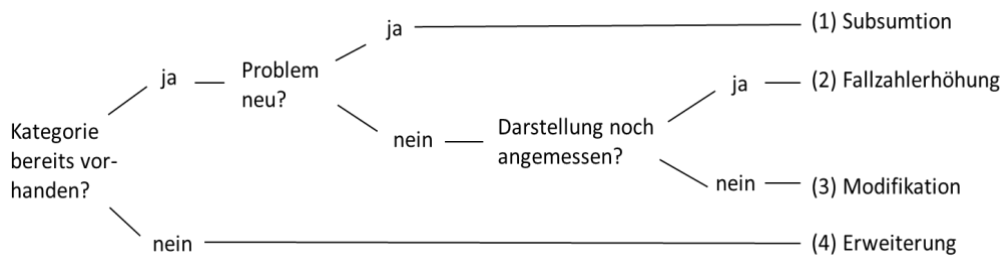 ja
(1) Subsumtion
ja
Problem
neu?
ja
(2) Fallzahlerhöhung
Kategorie
bereits vor-
handen?
nein
Darstellung noch
angemessen?
nein
(3) Modifikation
nein
(4) Erweiterung